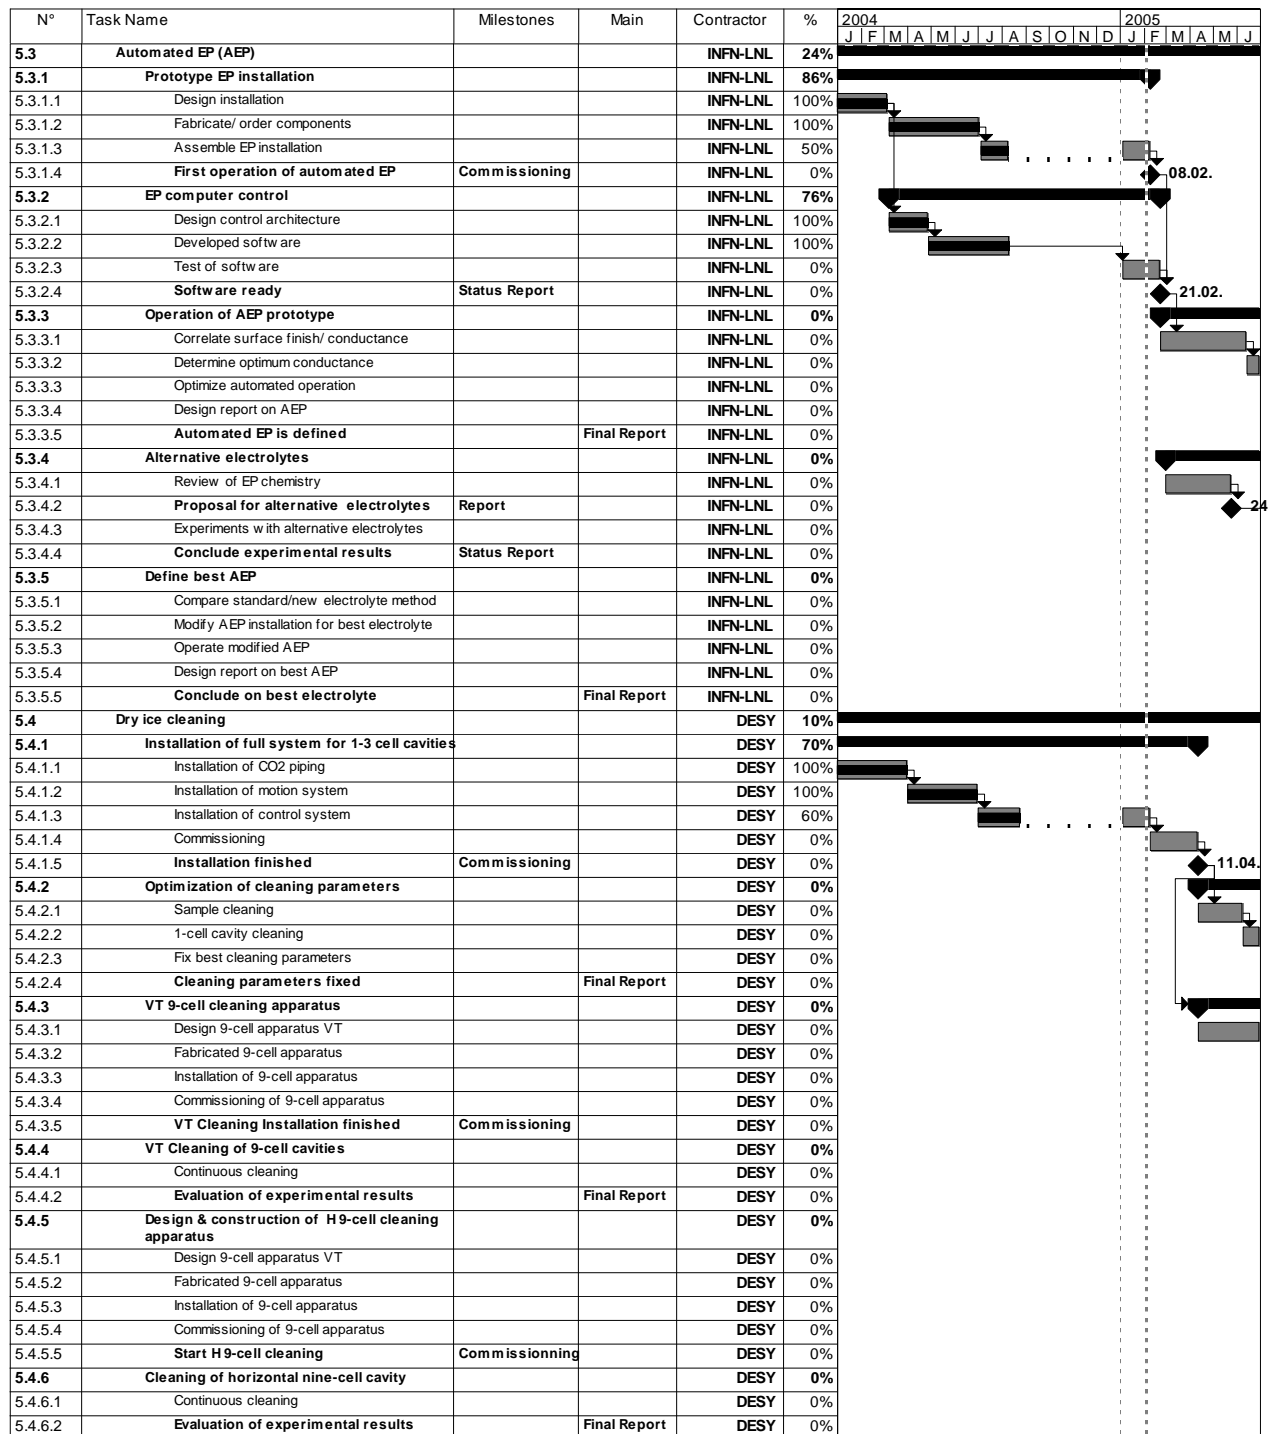 N° Task Name Milestones Main Contractor % 2004 2005
J F M A M J J A S O N D J F M A M J
5.3 Automated EP (AEP) INFN-LNL 24%
5.3.1 Prototype EP installation INFN-LNL 86%
5.3.1.1 Design installation INFN-LNL 100%
5.3.1.2 Fabricate/ order components INFN-LNL 100%
5.3.1.3 Assemble EP installation INFN-LNL 50%
5.3.1.4 First operation of automated EP Commissioning INFN-LNL 0% 08.02.
5.3.2 EP computer control INFN-LNL 76%
5.3.2.1 Design control architecture INFN-LNL 100%
5.3.2.2 Developed software INFN-LNL 100%
5.3.2.3 Test of software INFN-LNL 0%
5.3.2.4 Software ready Status Report INFN-LNL 0% 21.02.
5.3.3 Operation of AEP prototype INFN-LNL 0%
5.3.3.1 Correlate surface finish/ conductance INFN-LNL 0%
5.3.3.2 Determine optimum conductance INFN-LNL 0%
5.3.3.3 Optimize automated operation INFN-LNL 0%
5.3.3.4 Design report on AEP INFN-LNL 0%
5.3.3.5 Automated EP is defined Final Report INFN-LNL 0%
5.3.4 Alternative electrolytes INFN-LNL 0%
5.3.4.1 Review of EP chemistry INFN-LNL 0%
5.3.4.2 Proposal for alternative electrolytes Report INFN-LNL 0% 24
5.3.4.3 Experiments with alternative electrolytes INFN-LNL 0%
5.3.4.4 Conclude experimental results Status Report INFN-LNL 0%
5.3.5 Define best AEP INFN-LNL 0%
5.3.5.1 Compare standard/new electrolyte method INFN-LNL 0%
5.3.5.2 Modify AEP installation for best electrolyte INFN-LNL 0%
5.3.5.3 Operate modified AEP INFN-LNL 0%
5.3.5.4 Design report on best AEP INFN-LNL 0%
5.3.5.5 Conclude on best electrolyte Final Report INFN-LNL 0%
5.4 Dry ice cleaning DESY 10%
5.4.1 Installation of full system for 1-3 cell cavities DESY 70%
5.4.1.1 Installation of CO2 piping DESY 100%
5.4.1.2 Installation of motion system DESY 100%
5.4.1.3 Installation of control system DESY 60%
5.4.1.4 Commissioning DESY 0%
5.4.1.5 Installation finished Commissioning DESY 0% 11.04.
5.4.2 Optimization of cleaning parameters DESY 0%
5.4.2.1 Sample cleaning DESY 0%
5.4.2.2 1-cell cavity cleaning DESY 0%
5.4.2.3 Fix best cleaning parameters DESY 0%
5.4.2.4 Cleaning parameters fixed Final Report DESY 0%
5.4.3 VT 9-cell cleaning apparatus DESY 0%
5.4.3.1 Design 9-cell apparatus VT DESY 0%
5.4.3.2 Fabricated 9-cell apparatus DESY 0%
5.4.3.3 Installation of 9-cell apparatus DESY 0%
5.4.3.4 Commissioning of 9-cell apparatus DESY 0%
5.4.3.5 VT Cleaning Installation finished Commissioning DESY 0%
5.4.4 VT Cleaning of 9-cell cavities DESY 0%
5.4.4.1 Continuous cleaning DESY 0%
5.4.4.2 Evaluation of experimental results Final Report DESY 0%
5.4.5 Design & construction of H 9-cell cleaning DESY 0%
apparatus
5.4.5.1 Design 9-cell apparatus VT DESY 0%
5.4.5.2 Fabricated 9-cell apparatus DESY 0%
5.4.5.3 Installation of 9-cell apparatus DESY 0%
5.4.5.4 Commissioning of 9-cell apparatus DESY 0%
5.4.5.5 Start H 9-cell cleaning Commissionning DESY 0%
5.4.6 Cleaning of horizontal nine-cell cavity DESY 0%
5.4.6.1 Continuous cleaning DESY 0%
5.4.6.2 Evaluation of experimental results Final Report DESY 0%